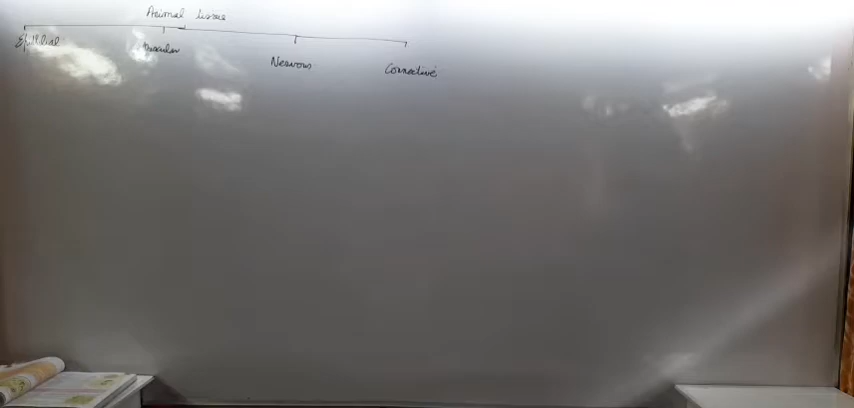 Animal tissue
Epithelial
Muscular
Nervous
Connective